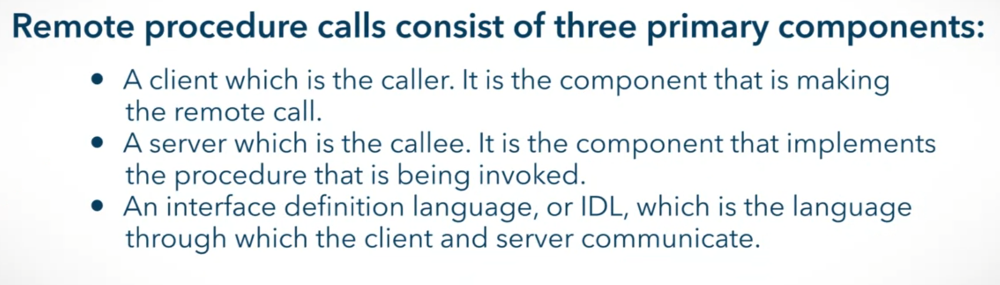 Remote procedure calls consist of three primary components:
● A client which is the caller. It is the component that is making
the remote call.
● A server which is the callee. It is the component that implements
the procedure that is being invoked.
● An interface definition language, or IDL, which is the language
through which the client and server communicate.